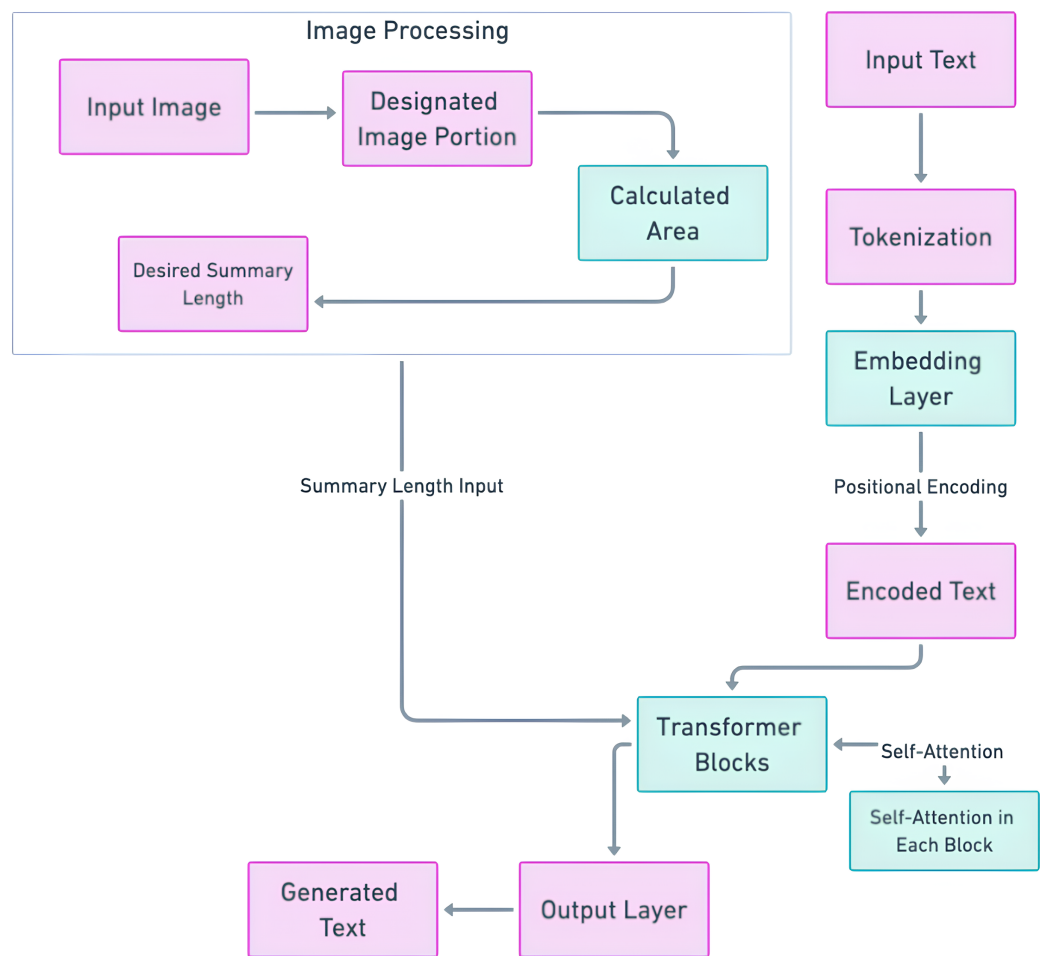 Image Processing
Input Image
Designated
Image Portion
Calculated
Area
Desired Summary
Length
Input Text
Tokenization
Embedding
Layer
Summary Length Input
Positional Encoding
Encoded Text
Transformer
Blocks
Self-Attention
Self-Attention in
Each Block
Generated
Text
Output Layer